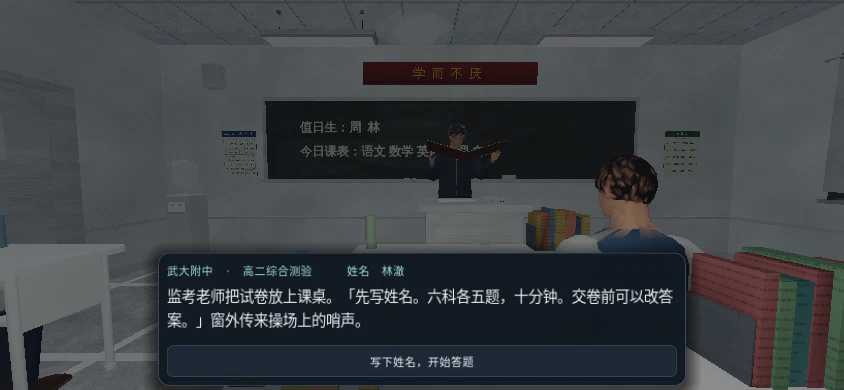 学而不厌
值日生：周 林
今日课表：语文 数学 英
武大附中 · 高二综合测验 姓名 林澈
监考老师把试卷放上课桌。「先写姓名。六科各五题，十分钟。交卷前可以改答
案。」窗外传来操场上的哨声。
写下姓名，开始答题